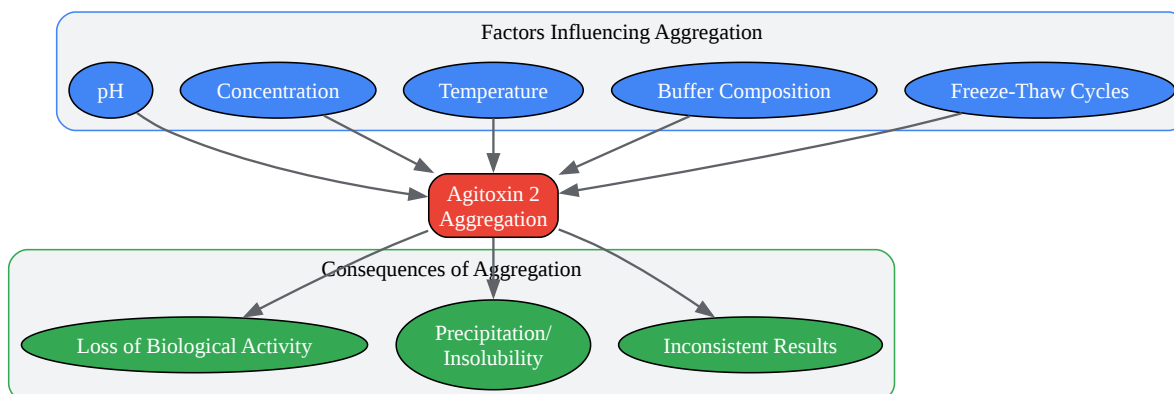 Factors Influencing Aggregation
pH
Concentration
Temperature
Buffer Composition
Freeze-Thaw Cycles
Agitoxin 2
Aggregation
Consequences of Aggregation
Loss of Biological Activity
Precipitation/
Insolubility
Inconsistent Results